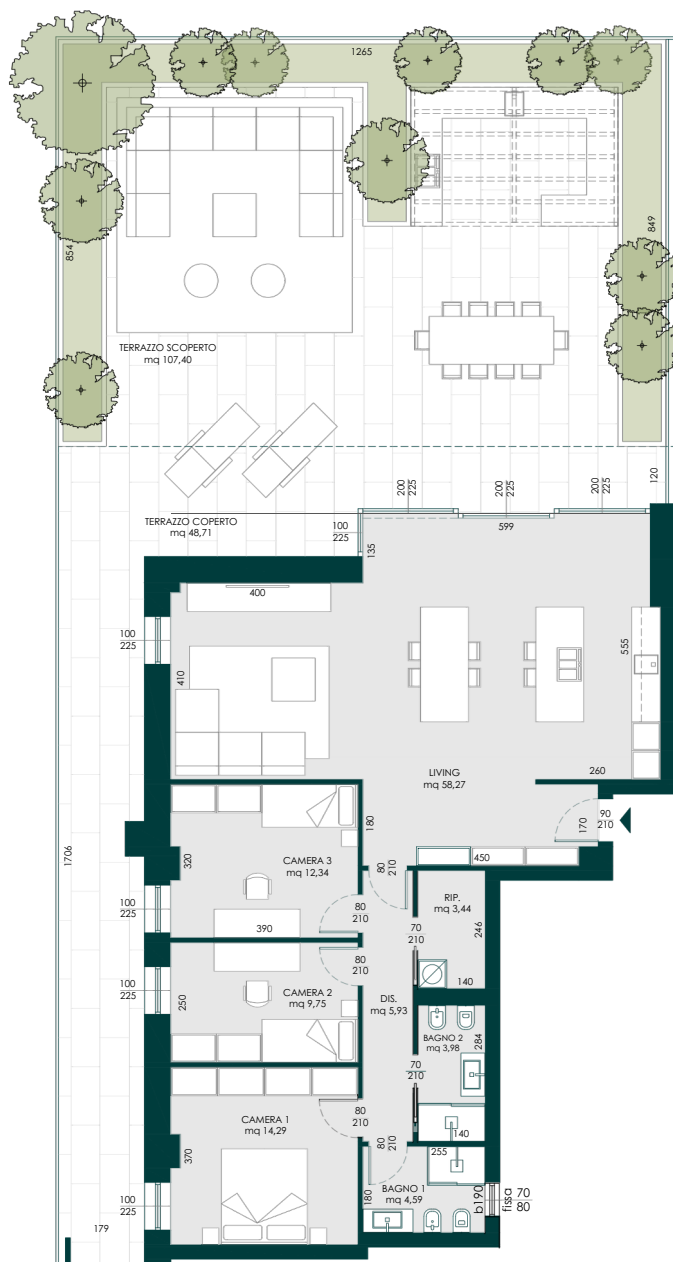 1265
854
849
TERRAZZO SCOPERTO
mq 107,40
120
200
225
200
225
200
225
TERRAZZO COPERTO
mq 48,71
100
225
599
135
400
100
225
410
555
LIVING
mq 58,27
260
180
170
90
210
450
CAMERA 3
mq 12,34
320
80
210
RIP.
mq 3,44
1706
100
225
80
210
390
70
210
246
80
210
140
CAMERA 2
mq 9,75
DIS.
mq 5,93
100
225
250
BAGNO 2
mq 3,98
284
70
210
CAMERA 1
mq 14,29
80
210
140
80
210
255
370
BAGNO 1
mq 4,59
180
b190
fissa
70
80
100
225
179